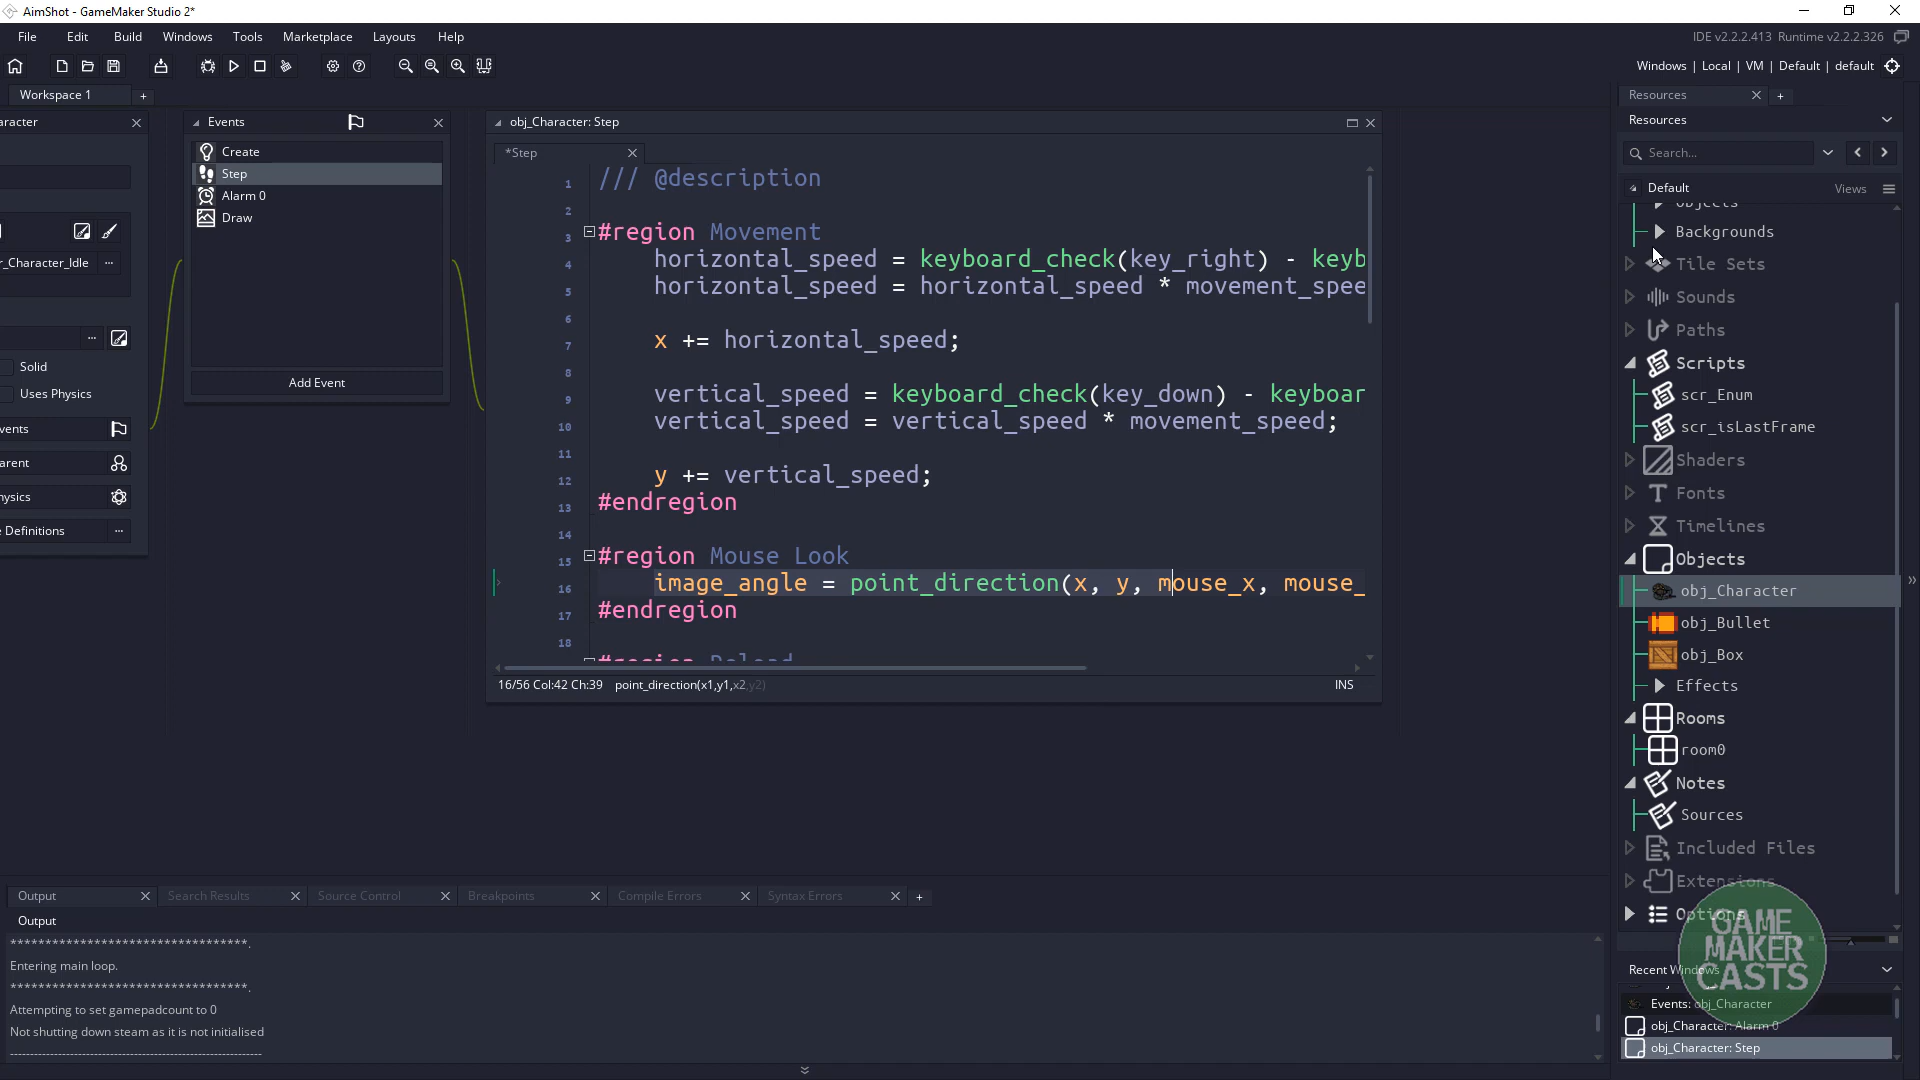 AimShot - GameMaker Studio 2*
File Edit Build Windows Tools Marketplace Layouts Help
IDE v2.2.2.413 Runtime v2.2.2.326
Windows | Local | VM | Default | default
Workspace 1
aracter
r_Character_Idle
Solid
Uses Physics
vents
arent
hysics
e Definitions
Events
Create
Step
Alarm 0
Draw
Add Event
obj_Character: Step
*Step
1 /// @description
2
3 #region Movement
4 horizontal_speed = keyboard_check(key_right) - keyb
5 horizontal_speed = horizontal_speed * movement_spee
6
7 x += horizontal_speed;
8
9 vertical_speed = keyboard_check(key_down) - keyboar
10 vertical_speed = vertical_speed * movement_speed;
11
12 y += vertical_speed;
13 #endregion
14
15 #region Mouse Look
16 image_angle = point_direction(x, y, mouse_x, mouse_
17 #endregion
18
#region Reload
16/56 Col:42 Ch:39 point_direction(x1,y1,x2,y2) INS
Resources
Resources
Search...
Default Views
Objects
Backgrounds
Tile Sets
Sounds
Paths
Scripts
scr_Enum
scr_isLastFrame
Shaders
Fonts
Timelines
Objects
obj_Character
obj_Bullet
obj_Box
Effects
Rooms
room0
Notes
Sources
Included Files
Extensions
Options
GAME
MAKER
CASTS
Recent Windows
Events: obj_Character
obj_Character: Alarm 0
obj_Character: Step
Output Search Results Source Control Breakpoints Compile Errors Syntax Errors
Output
**********************************.
Entering main loop.
**********************************.
Attempting to set gamepadcount to 0
Not shutting down steam as it is not initialised
------------------------------------------------------------